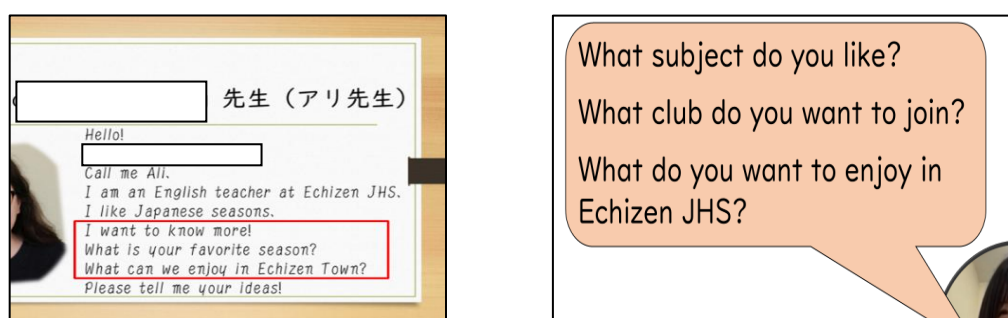 先生（アリ先生）
Hello!
Call me Ali.
I am an English teacher at Echizen JHS.
I like Japanese seasons.
I want to know more!
What is your favorite season?
What can we enjoy in Echizen Town?
Please tell me your ideas!
What subject do you like?
What club do you want to join?
What do you want to enjoy in
Echizen JHS?